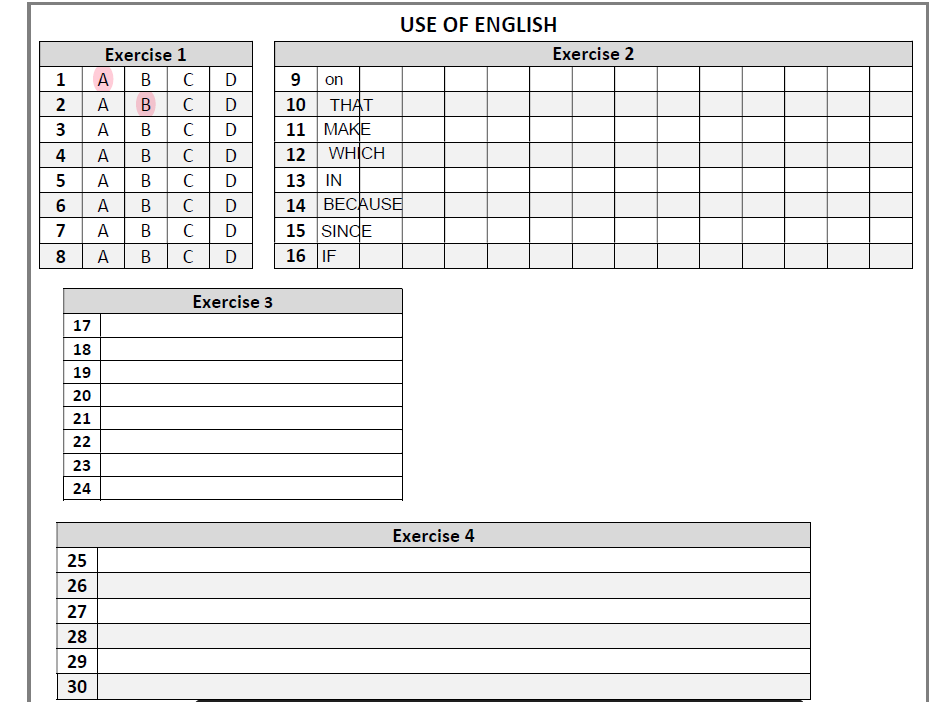 USE OF ENGLISH
Exercise 1
1 A B C D
2 A B C D
3 A B C D
4 A B C D
5 A B C D
6 A B C D
7 A B C D
8 A B C D
Exercise 2
9 on
10 THAT
11 MAKE
12 WHICH
13 IN
14 BECAUSE
15 SINCE
16 IF
Exercise 3
17
18
19
20
21
22
23
24
Exercise 4
25
26
27
28
29
30